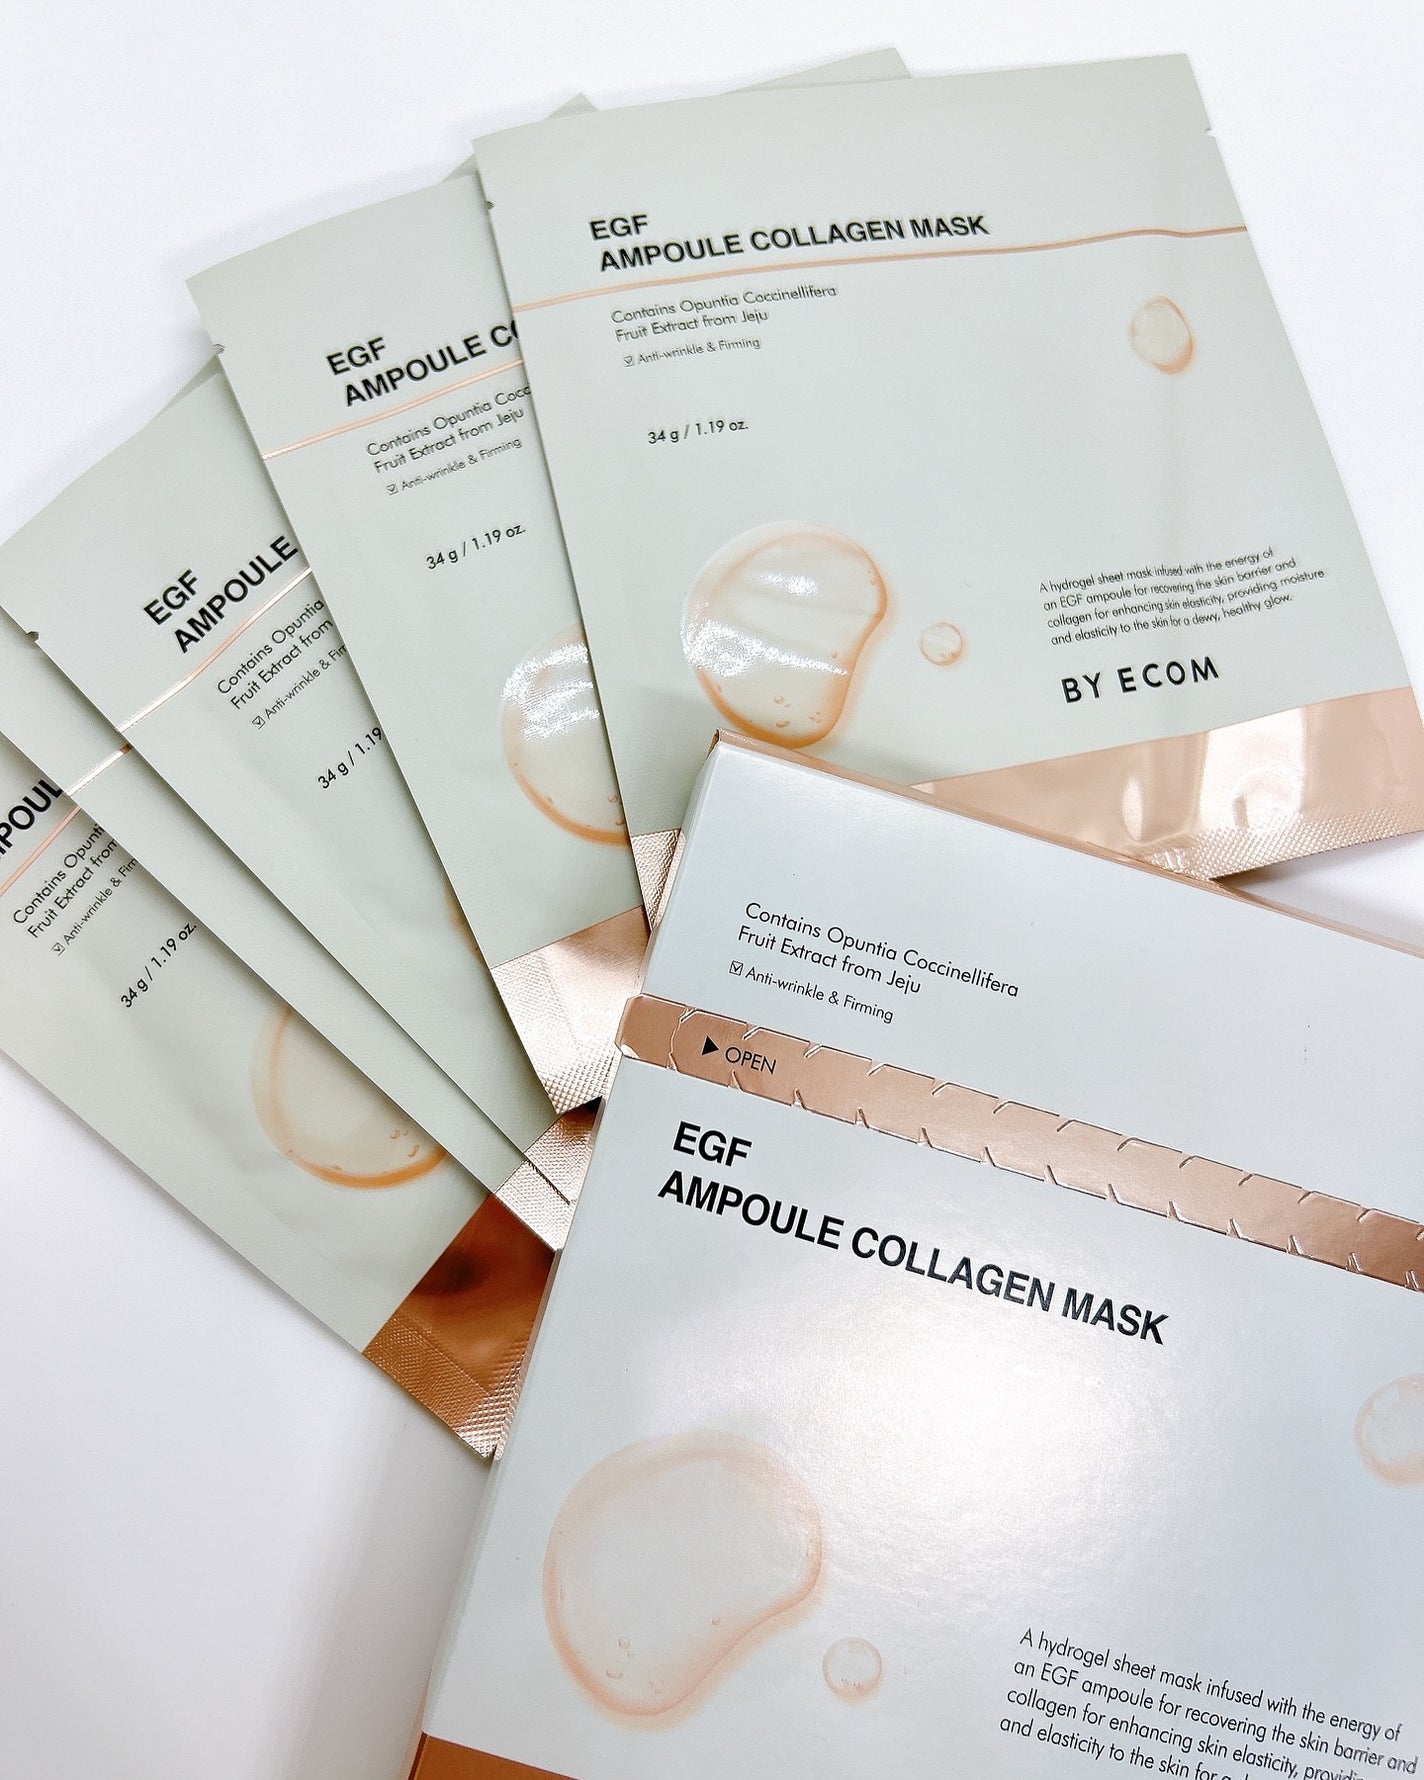 EGF
AMPOULE COLLAGEN MASK
Contains Opuntia Coccinellifera
Fruit Extract from Jeju
Anti-wrinkle & Firming
34 g / 1.19 oz.
A hydrogel sheet mask infused with the energy of
an EGF ampoule for recovering the skin barrier and
collagen for enhancing skin elasticity, providing moisture
and elasticity to the skin for a dewy, healthy glow.
BY ECOM
EGF
AMPOULE
Contains Opuntia
Fruit Extract from Jeju
Anti-wrinkle & Firming
34 g / 1.19 oz.
EGF
AMPOULE
Contains Opuntia
Fruit Extract from
Anti-wrinkle &
34 g / 1.19
Contains
Fruit Extract from
Anti-wrinkle &
34 g / 1.19 oz.
Contains Opuntia Coccinellifera
Fruit Extract from Jeju
Anti-wrinkle & Firming
OPEN
EGF
AMPOULE COLLAGEN MASK
A hydrogel sheet mask infused with the energy of
an EGF ampoule for recovering the skin barrier and
collagen for enhancing skin elasticity,
and elasticity to the skin for a